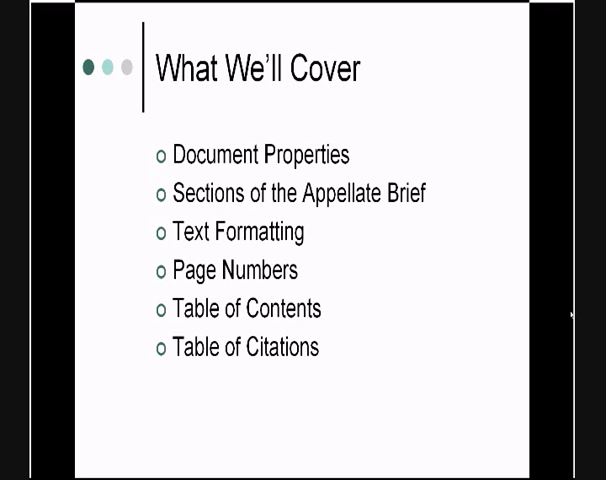 What We'll Cover
Document Properties
Sections of the Appellate Brief
Text Formatting
Page Numbers
Table of Contents
Table of Citations